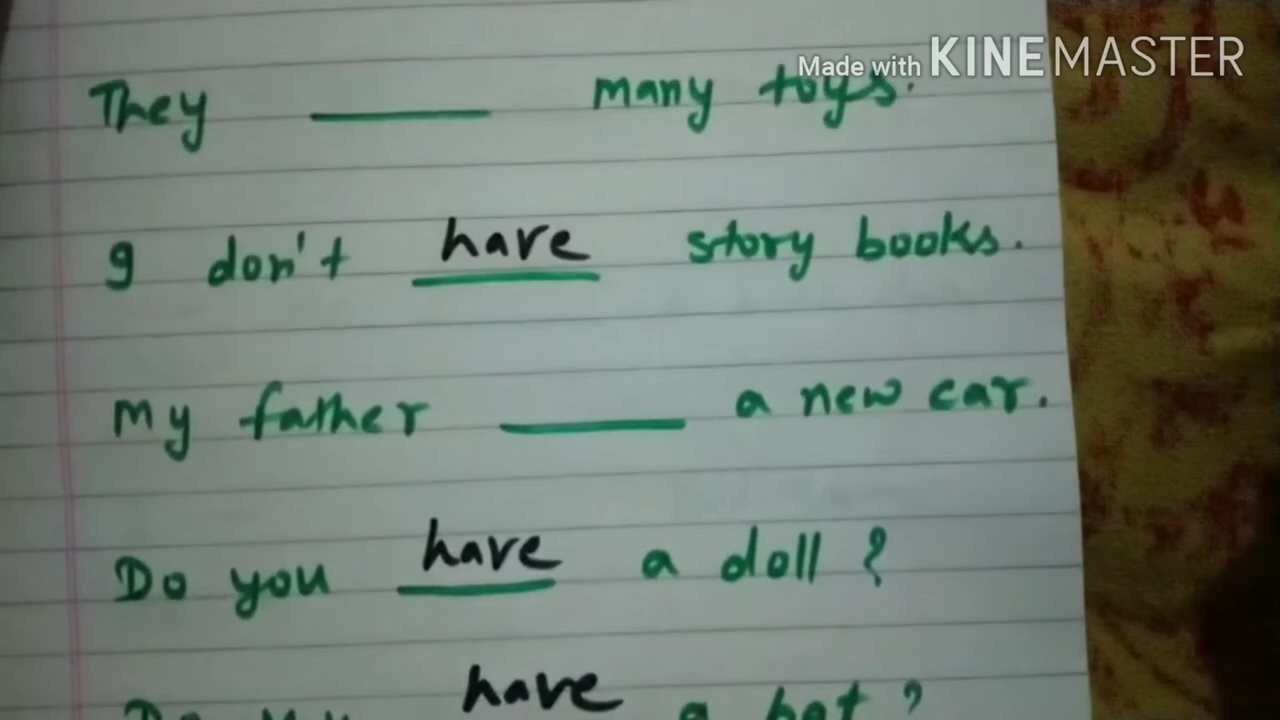 Made with KINEMASTER
They ______ many toys.
I don't have story books.
My father ______ a new car.
Do you have a doll ?
have a ?